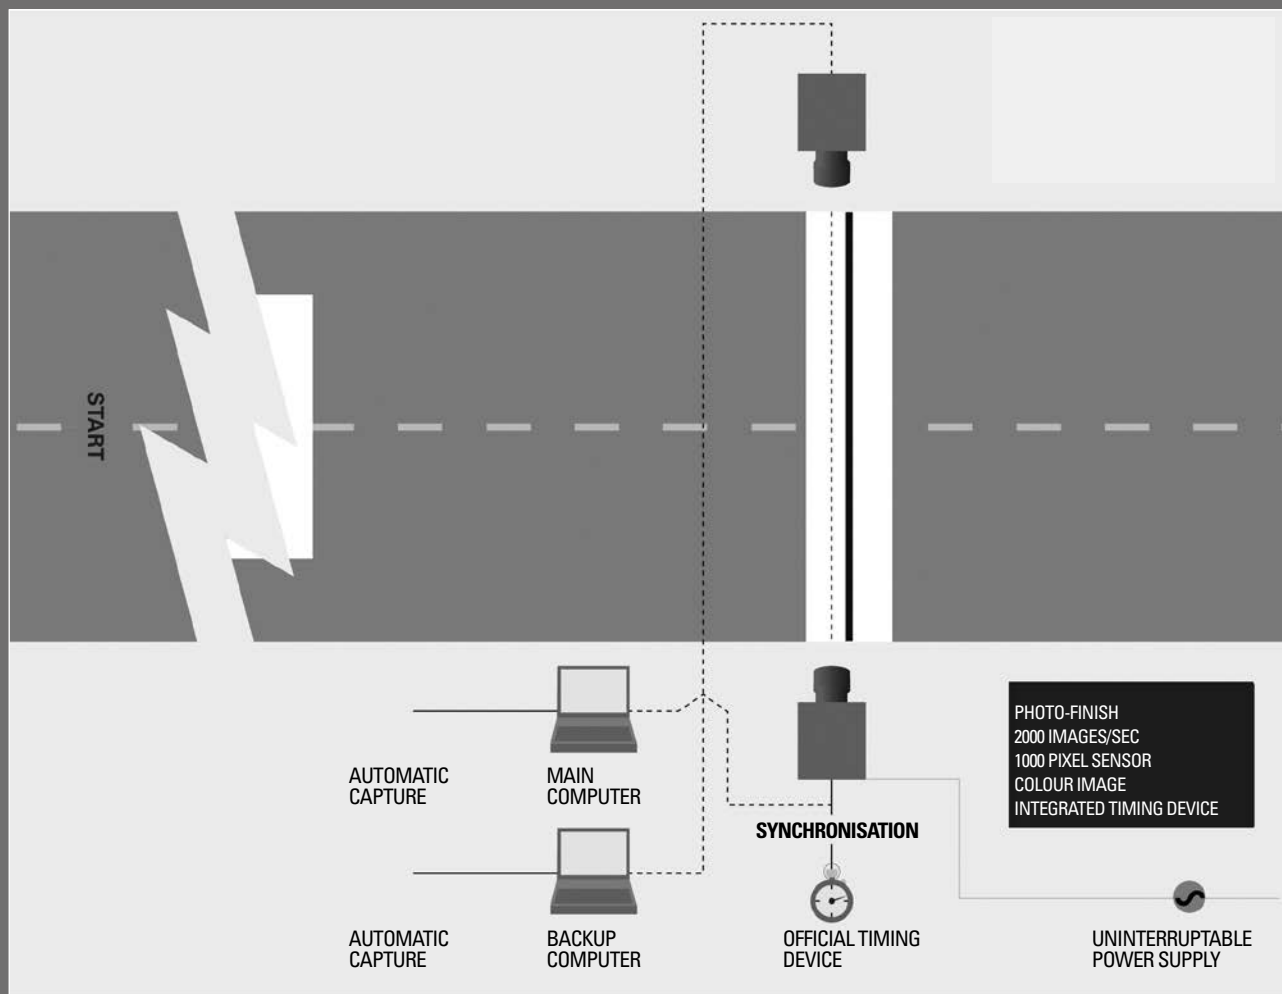 START
PHOTO-FINISH
2000 IMAGES/SEC
1000 PIXEL SENSOR
COLOUR IMAGE
INTEGRATED TIMING DEVICE
AUTOMATIC
CAPTURE
MAIN
COMPUTER
SYNCHRONISATION
AUTOMATIC
CAPTURE
BACKUP
COMPUTER
OFFICIAL TIMING
DEVICE
UNINTERRUPTABLE
POWER SUPPLY